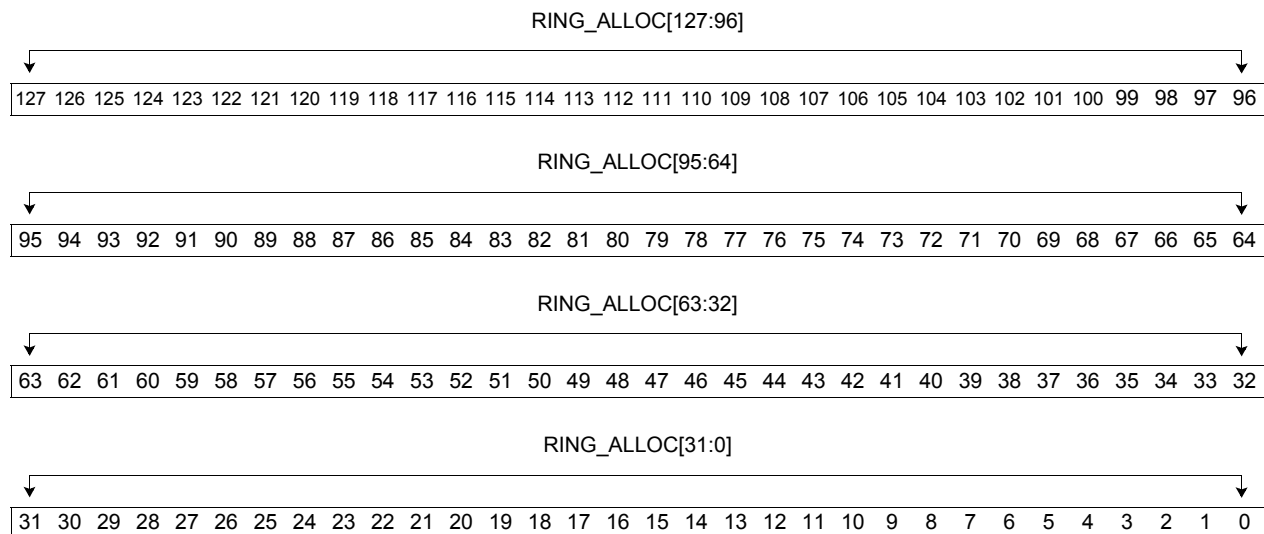 RING_ALLOC[127:96]
127 126 125 124 123 122 121 120 119 118 117 116 115 114 113 112 111 110 109 108 107 106 105 104 103 102 101 100 99 98 97 96
RING_ALLOC[95:64]
95 94 93 92 91 90 89 88 87 86 85 84 83 82 81 80 79 78 77 76 75 74 73 72 71 70 69 68 67 66 65 64
RING_ALLOC[63:32]
63 62 61 60 59 58 57 56 55 54 53 52 51 50 49 48 47 46 45 44 43 42 41 40 39 38 37 36 35 34 33 32
RING_ALLOC[31:0]
31 30 29 28 27 26 25 24 23 22 21 20 19 18 17 16 15 14 13 12 11 10 9 8 7 6 5 4 3 2 1 0